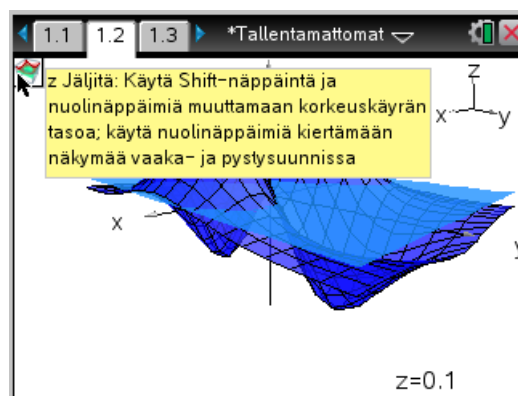 1.1 1.2 1.3 *Tallentamattomat
z Jäljitä: Käytä Shift-näppäintä ja
nuolinäppäimiä muuttamaan korkeuskäyrän
tasoa; käytä nuolinäppäimiä kiertämään
näkymää vaaka- ja pystysuunnissa
z
x y
x
y
z=0.1